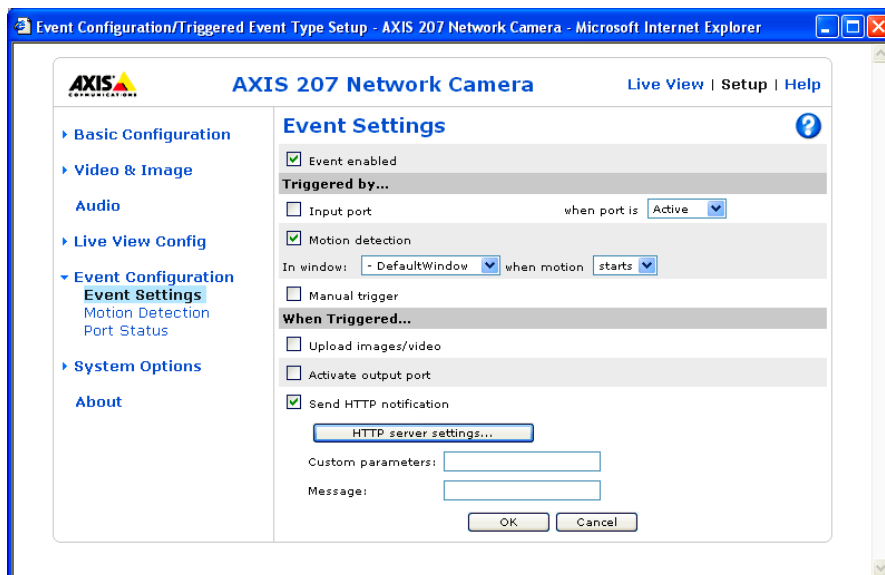 Event Configuration/Triggered Event Type Setup - AXIS 207 Network Camera - Microsoft Internet Explorer
AXIS
COMMUNICATIONS
AXIS 207 Network Camera
Live View | Setup | Help
Basic Configuration
Video & Image
Audio
Live View Config
Event Configuration
Event Settings
Motion Detection
Port Status
System Options
About
Event Settings
?
Event enabled
Triggered by...
Input port when port is Active
Motion detection
In window: - DefaultWindow when motion starts
Manual trigger
When Triggered...
Upload images/video
Activate output port
Send HTTP notification
HTTP server settings...
Custom parameters:
Message:
OK Cancel